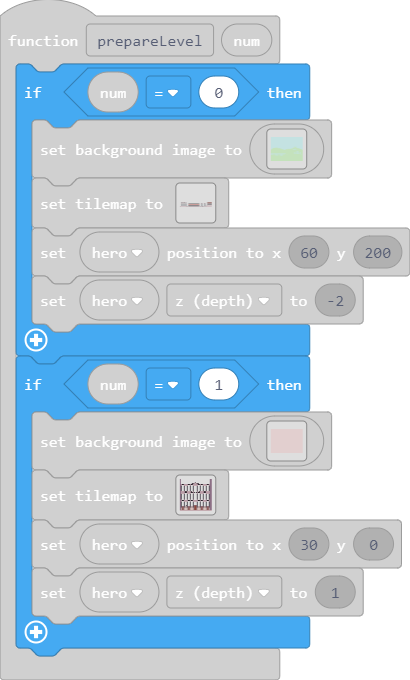 function prepareLevel num
if num = 0 then
set background image to
set tilemap to
set hero position to x 60 y 200
set hero z (depth) to -2
if num = 1 then
set background image to
set tilemap to
set hero position to x 30 y 0
set hero z (depth) to 1